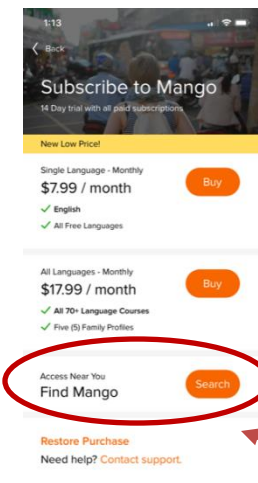 1:13
Back
Subscribe to Mango
14 Day trial with all paid subscriptions
New Low Price!
Single Language - Monthly
$7.99 / month
Buy
English
All Free Languages
All Languages - Monthly
$17.99 / month
Buy
All 70+ Language Courses
Five (5) Family Profiles
Access Near You
Find Mango
Search
Restore Purchase
Need help? Contact support.